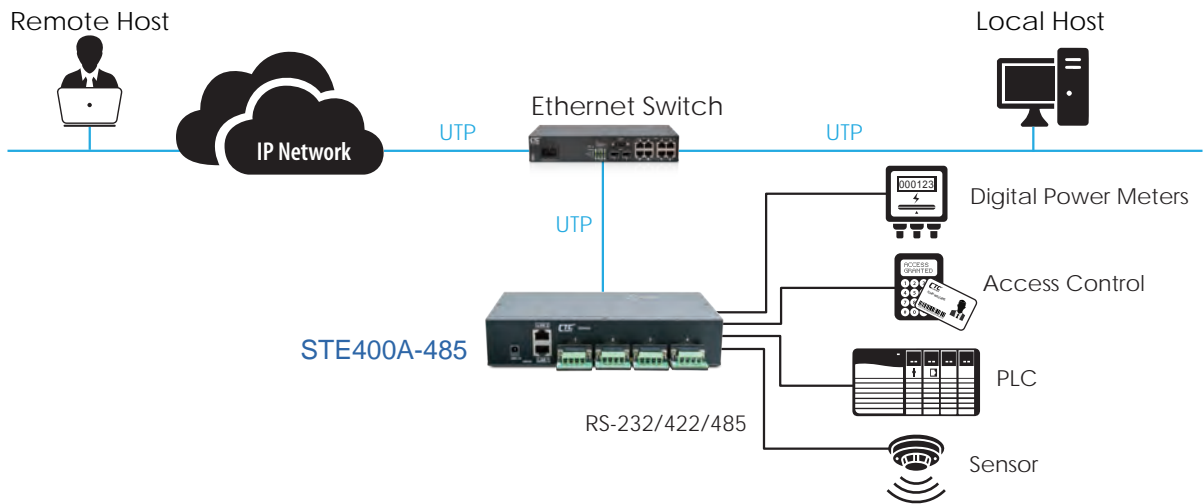 Remote Host
Local Host
Ethernet Switch
UTP
UTP
IP Network
000123
Digital Power Meters
UTP
ACCESS
GRANTED
CTC
Access Control
CTC
STE400A-485
PLC
RS-232/422/485
Sensor